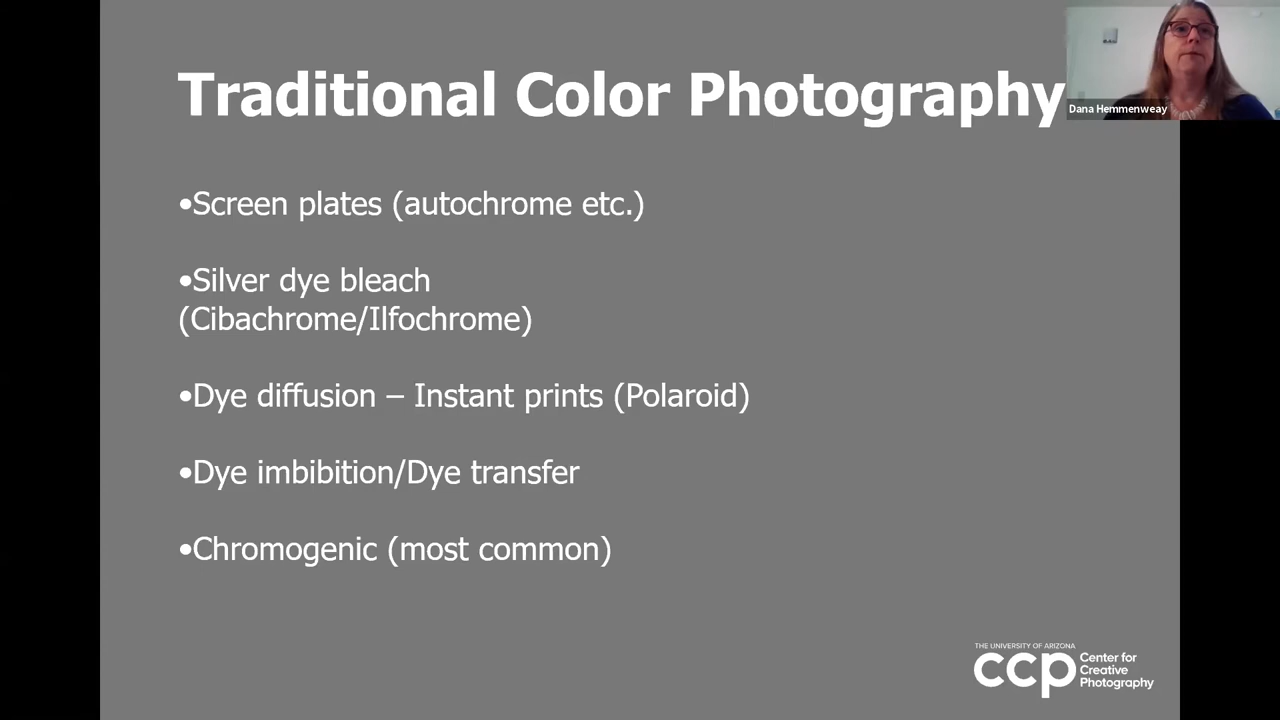 Traditional Color Photography
Dana Hemmenweay
•Screen plates (autochrome etc.)
•Silver dye bleach
(Cibachrome/Ilfochrome)
•Dye diffusion – Instant prints (Polaroid)
•Dye imbibition/Dye transfer
•Chromogenic (most common)
THE UNIVERSITY OF ARIZONA
ccp
Center for
Creative
Photography